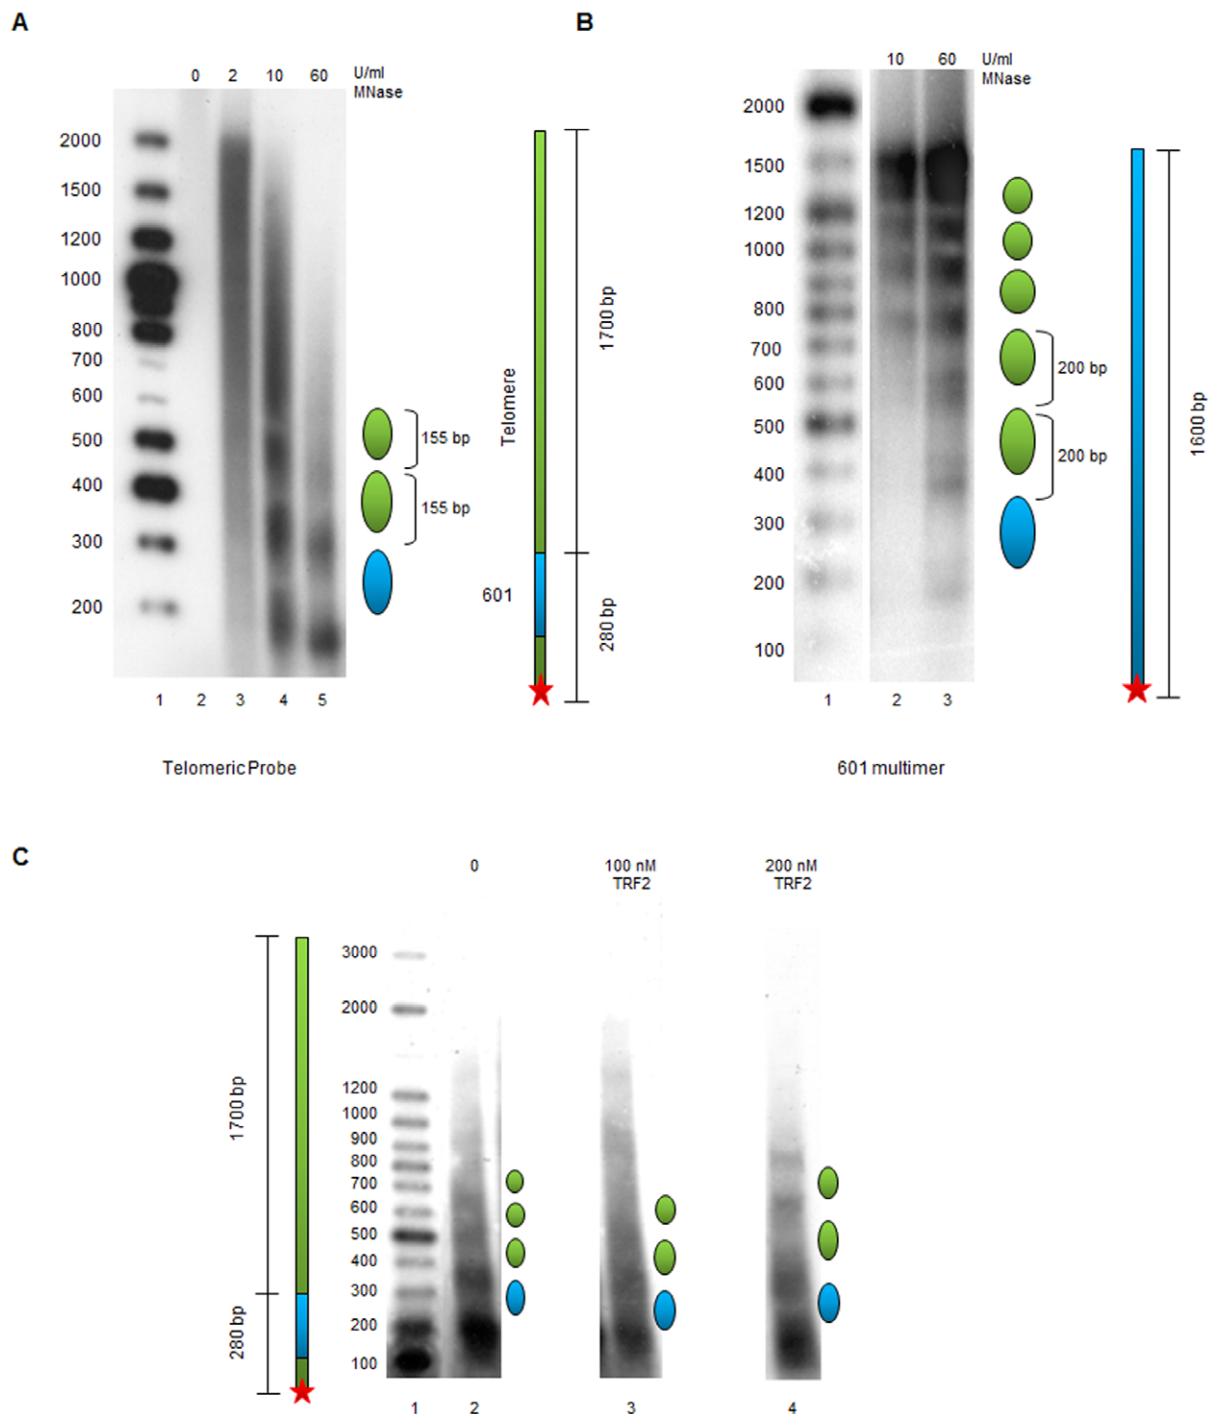 A
B
0 2 10 60 U/ml
MNase
2000
1500
1200
1000
800
700
600
500
400
300
200
155 bp
155 bp
1 2 3 4 5
Telomeric Probe
Telomere
601
1700 bp
280 bp
10 60 U/ml
MNase
2000
1500
1200
1000
800
700
600
500
400
300
200
100
200 bp
200 bp
1600 bp
1 2 3
601 multimer
C
0 100 nM 200 nM
TRF2 TRF2
1700 bp
280 bp
3000
2000
1200
1000
900
800
700
600
500
400
300
200
100
1 2 3 4